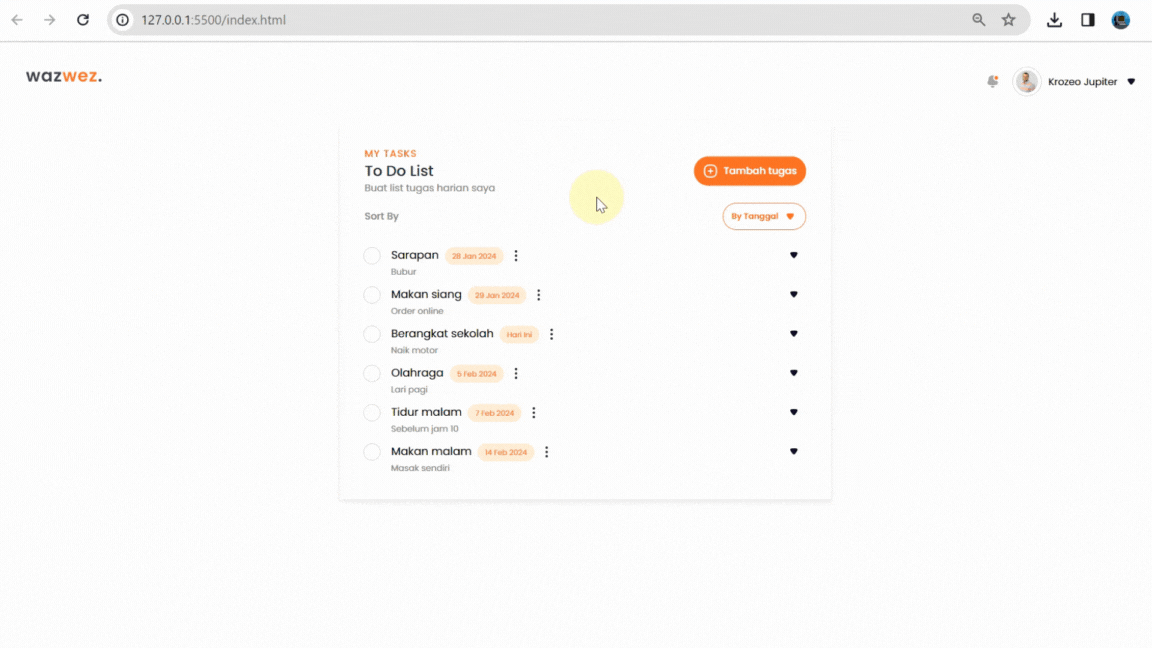 127.0.0.1:5500/index.html
wazwez.
Krozeo Jupiter
MY TASKS
To Do List
Buat list tugas harian saya
Tambah tugas
Sort By
By Tanggal
Sarapan 28 Jan 2024
Bubur
Makan siang 29 Jan 2024
Order online
Berangkat sekolah Hari ini
Naik motor
Olahraga 5 Feb 2024
Lari pagi
Tidur malam 7 Feb 2024
Sebelum jam 10
Makan malam 14 Feb 2024
Masak sendiri